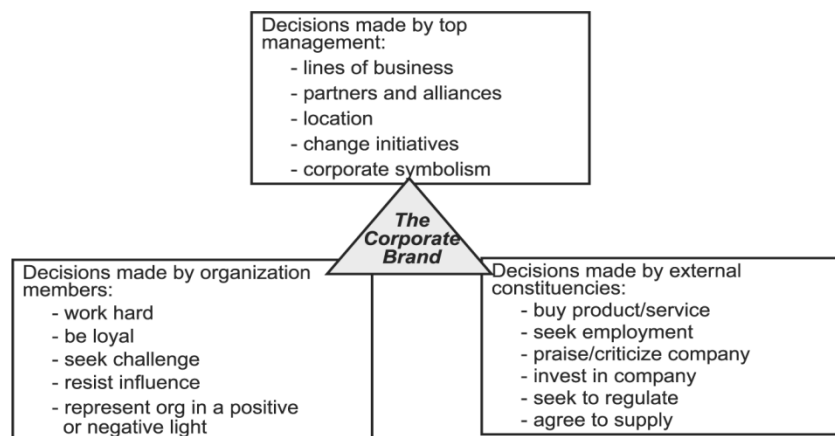 Decisions made by top
management:
- lines of business
- partners and alliances
- location
- change initiatives
- corporate symbolism
The
Corporate
Brand
Decisions made by organization
members:
- work hard
- be loyal
- seek challenge
- resist influence
- represent org in a positive
or negative light
Decisions made by external
constituencies:
- buy product/service
- seek employment
- praise/criticize company
- invest in company
- seek to regulate
- agree to supply